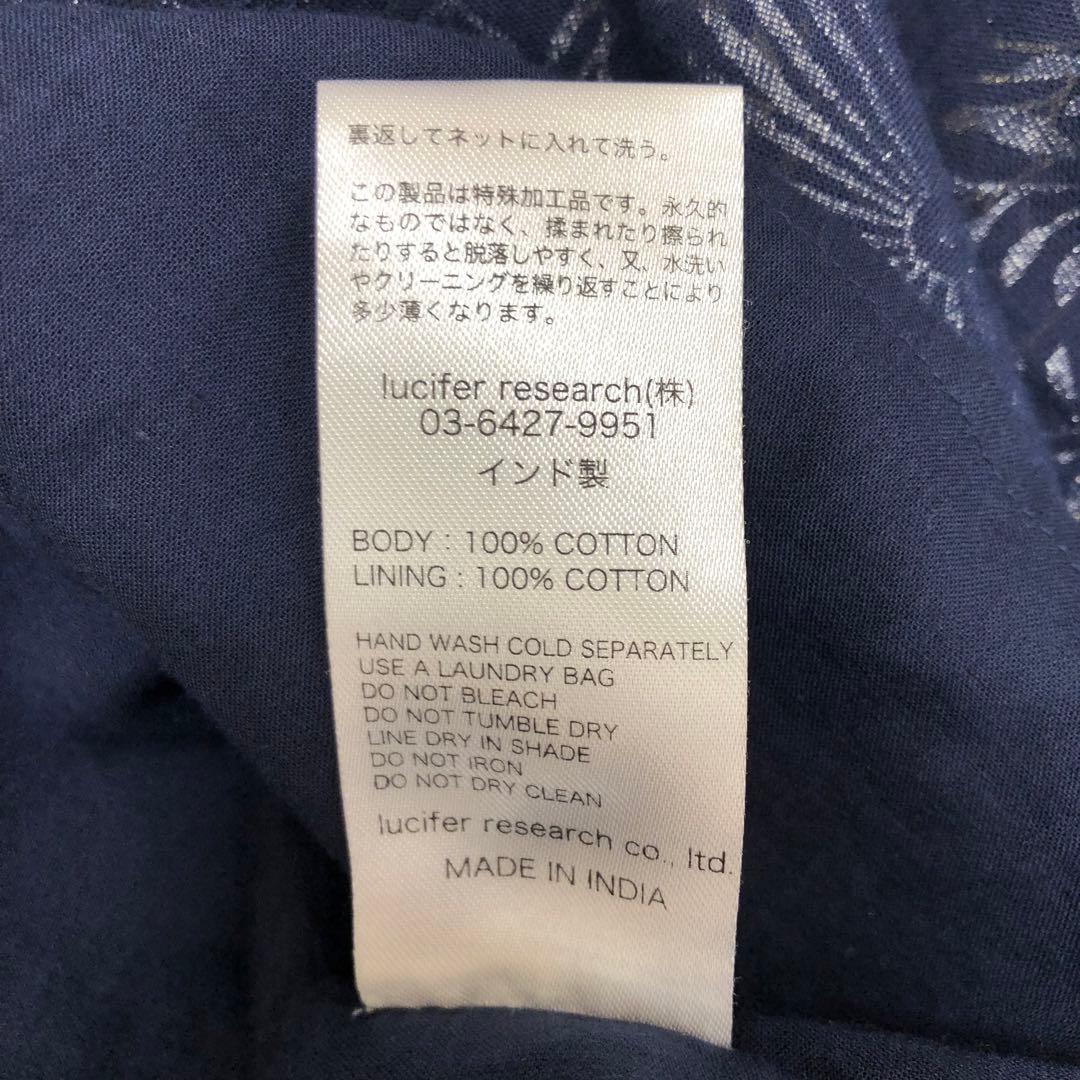 裏返してネットに入れて洗う。
この製品は特殊加工品です。永久的
なものではなく、揉まれたり擦られ
たりすると脱落しやすく、又、水洗い
やクリーニングを繰り返すことにより
多少薄くなります。
lucifer research(株)
03-6427-9951
インド製
BODY : 100% COTTON
LINING : 100% COTTON
HAND WASH COLD SEPARATELY
USE A LAUNDRY BAG
DO NOT BLEACH
DO NOT TUMBLE DRY
LINE DRY IN SHADE
DO NOT IRON
DO NOT DRY CLEAN
lucifer research co., ltd.
MADE IN INDIA